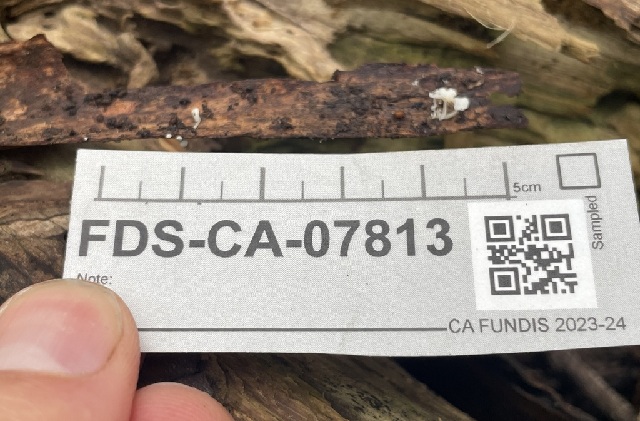 5cm
FDS-CA-07813
Sampled
Note:
CA FUNDIS 2023-24